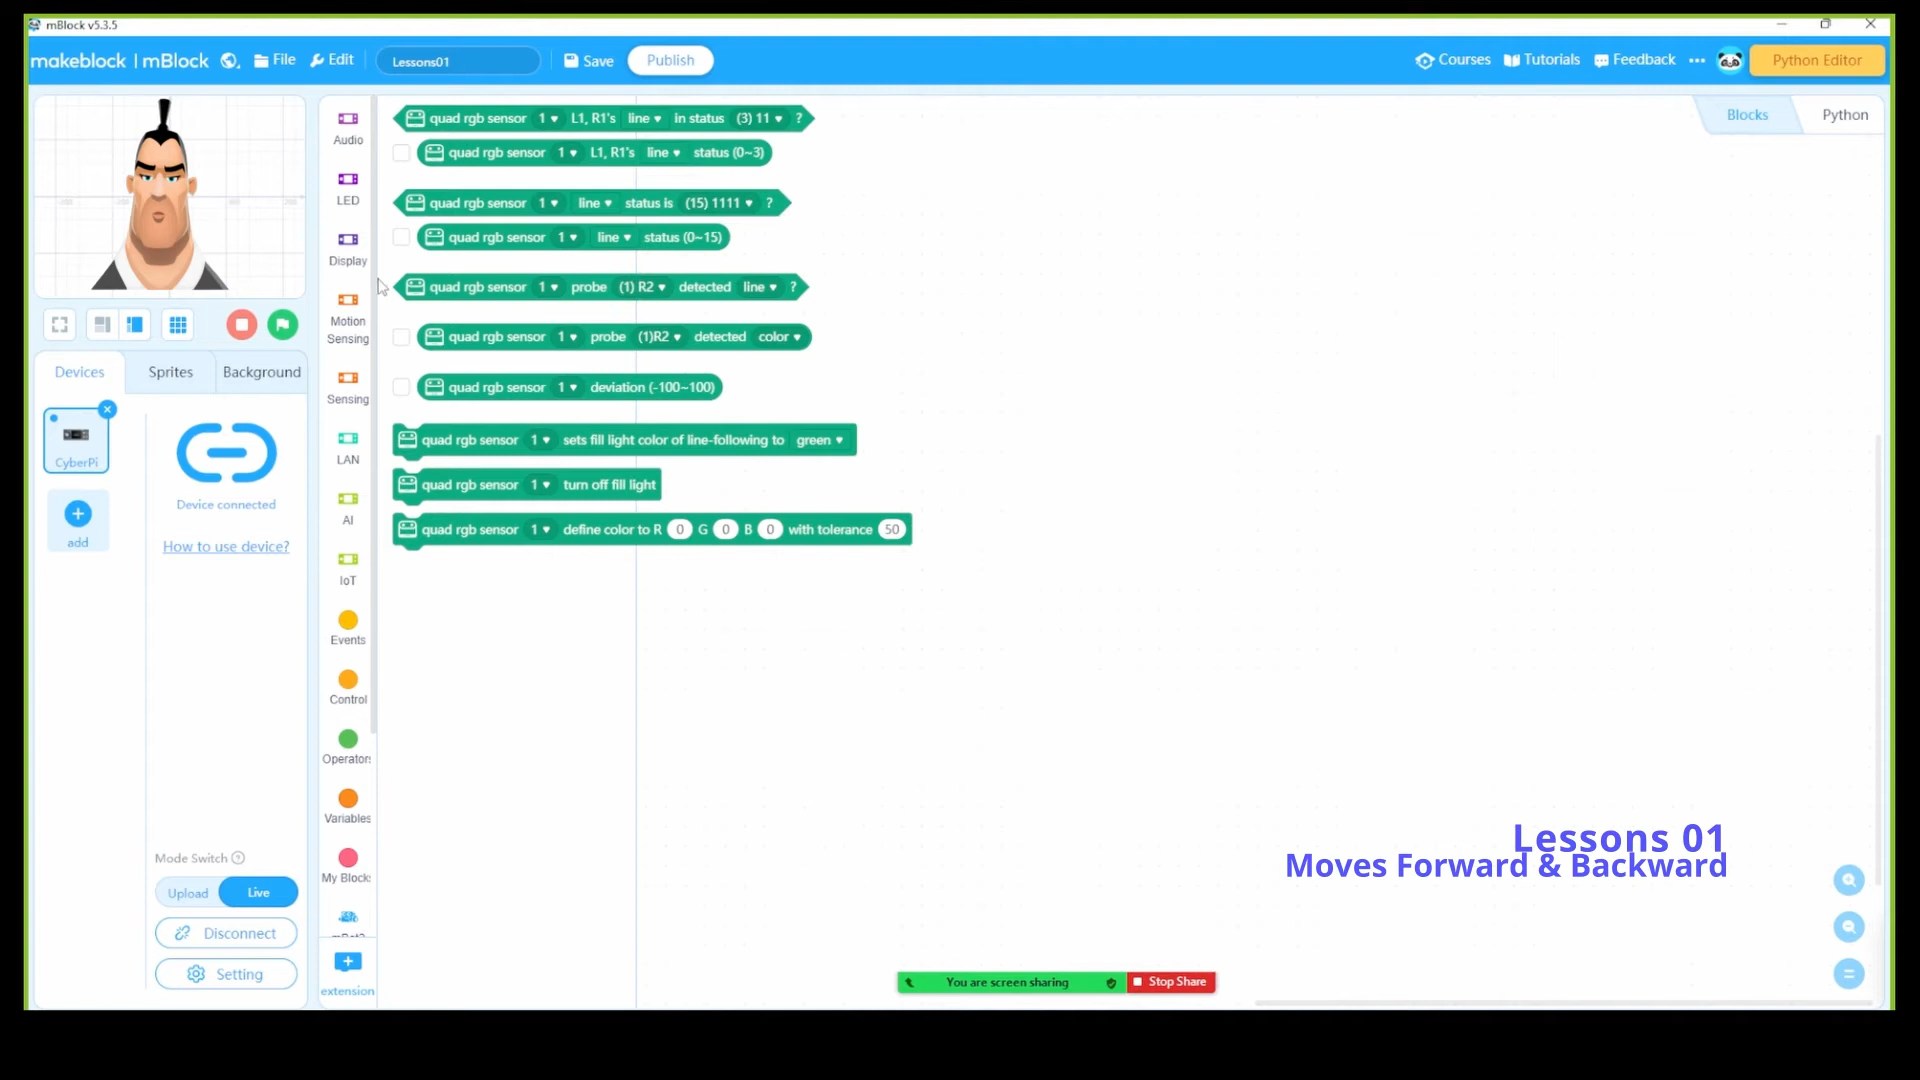 mBlock v5.3.5
makeblock | mBlock File Edit Lessons01 Save Publish Courses Tutorials Feedback Python Editor
Blocks Python
Audio
LED
Display
Motion
Sensing
Sensing
LAN
AI
IoT
Events
Control
Operators
Variables
My Blocks
extension
quad rgb sensor 1 L1, R1's line in status (3) 11 ?
quad rgb sensor 1 L1, R1's line status (0~3)
quad rgb sensor 1 line status is (15) 1111 ?
quad rgb sensor 1 line status (0~15)
quad rgb sensor 1 probe (1) R2 detected line ?
quad rgb sensor 1 probe (1)R2 detected color
quad rgb sensor 1 deviation (-100~100)
quad rgb sensor 1 sets fill light color of line-following to green
quad rgb sensor 1 turn off fill light
quad rgb sensor 1 define color to R 0 G 0 B 0 with tolerance 50
Devices Sprites Background
CyberPi
add
Device connected
How to use device?
Mode Switch ?
Upload Live
Disconnect
Setting
Lessons 01
Moves Forward & Backward
You are screen sharing Stop Share